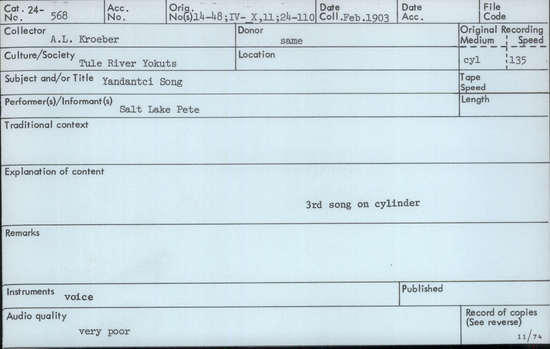 Cat. 24- No. 568 Acc. No. Orig. No(s)14-48;IV-X,11;24-110 Date Coll.Feb.1903 Date Acc. File Code
Collector A.L. Kroeber Donor same Original Recording Medium Speed
Culture/Society Tule River Yokuts Location cyl 135
Subject and/or Title Yandantci Song Tape Speed
Performer(s)/Informant(s) Salt Lake Pete Length
Traditional context
Explanation of content
3rd song on cylinder
Remarks
Instruments voice Published
Audio quality very poor Record of copies (See reverse)
11/74